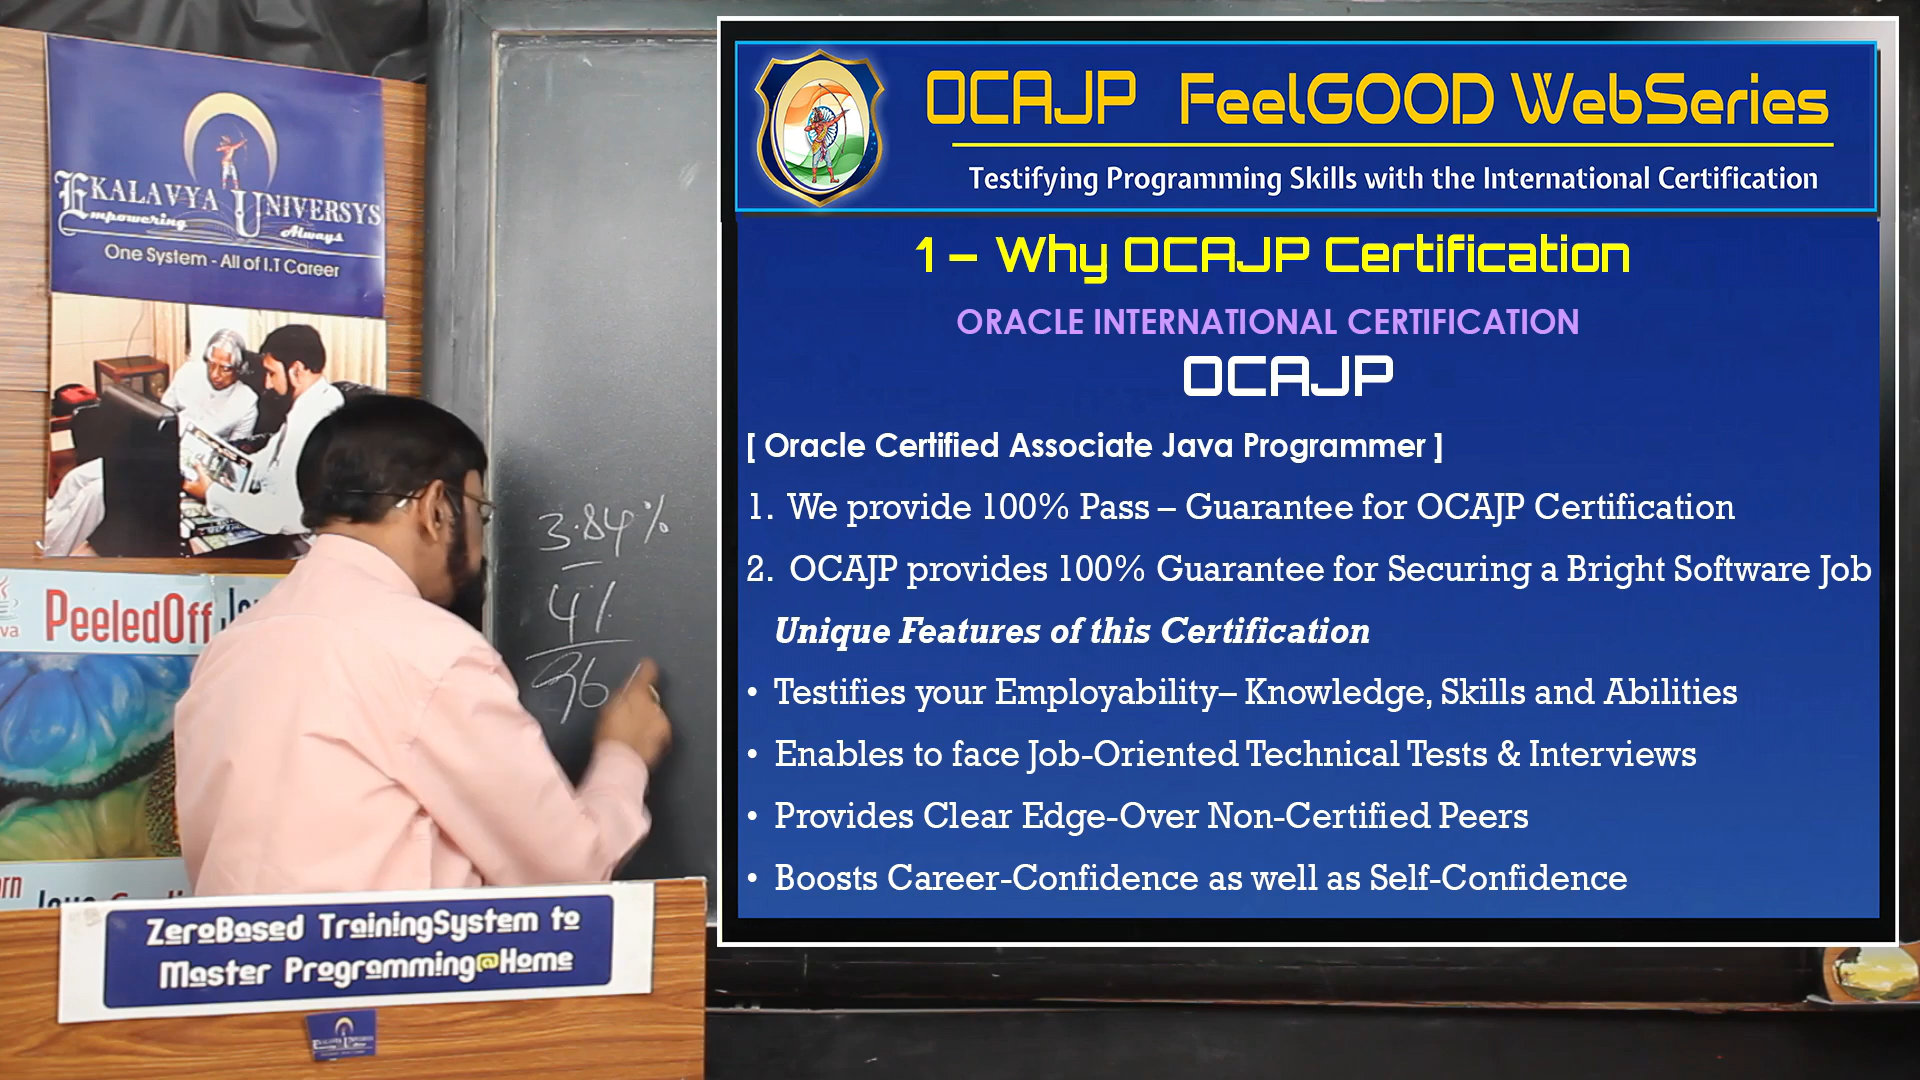 EKALAVYA UNIVERSYS
Empowering Always
One System - All of I.T Career
PeeledOff
3.84%
4%
96
ZeroBased TrainingSystem to
Master Programming@Home
EKALAVYA UNIVERSYS
OCAJP FeelGOOD WebSeries
Testifying Programming Skills with the International Certification
1 – Why OCAJP Certification
ORACLE INTERNATIONAL CERTIFICATION
OCAJP
[ Oracle Certified Associate Java Programmer ]
1. We provide 100% Pass – Guarantee for OCAJP Certification
2. OCAJP provides 100% Guarantee for Securing a Bright Software Job
Unique Features of this Certification
• Testifies your Employability– Knowledge, Skills and Abilities
• Enables to face Job-Oriented Technical Tests & Interviews
• Provides Clear Edge-Over Non-Certified Peers
• Boosts Career-Confidence as well as Self-Confidence